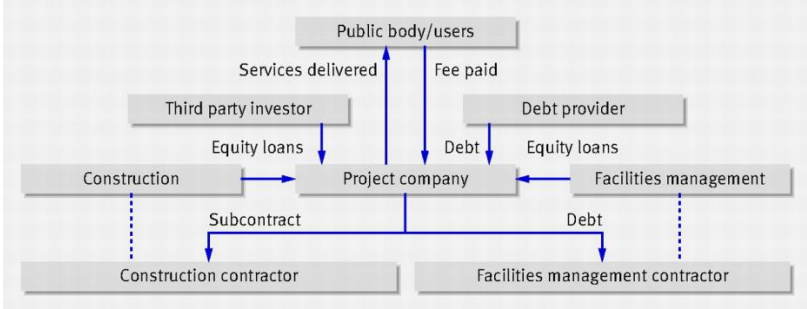 Public body/users
Services delivered
Fee paid
Third party investor
Debt provider
Equity loans
Debt
Equity loans
Construction
Project company
Facilities management
Subcontract
Debt
Construction contractor
Facilities management contractor